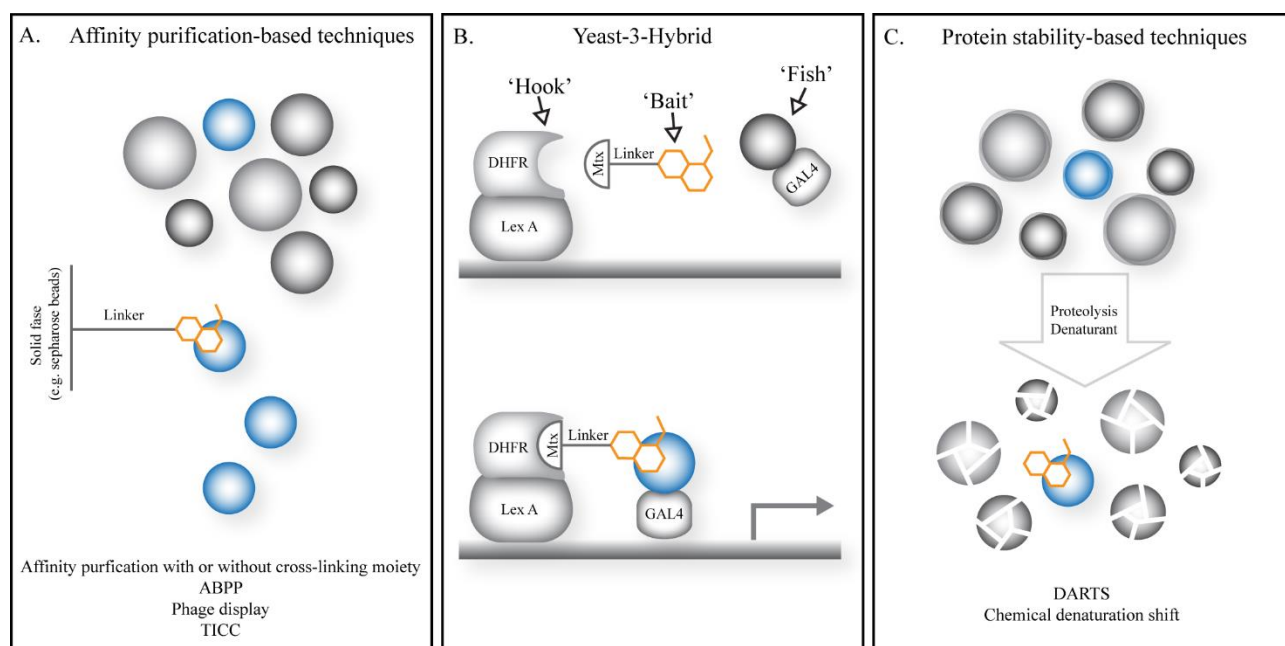 A. Affinity purification-based techniques
Linker
Solid fase
(e.g. sepharose beads)
Affinity purfication with or without cross-linking moiety
ABPP
Phage display
TICC
B. Yeast-3-Hybrid
‘Hook’
‘Bait’
‘Fish’
DHFR
Mtx
Linker
GAL4
Lex A
DHFR
Mtx
Linker
Lex A
GAL4
C. Protein stability-based techniques
Proteolysis
Denaturant
DARTS
Chemical denaturation shift